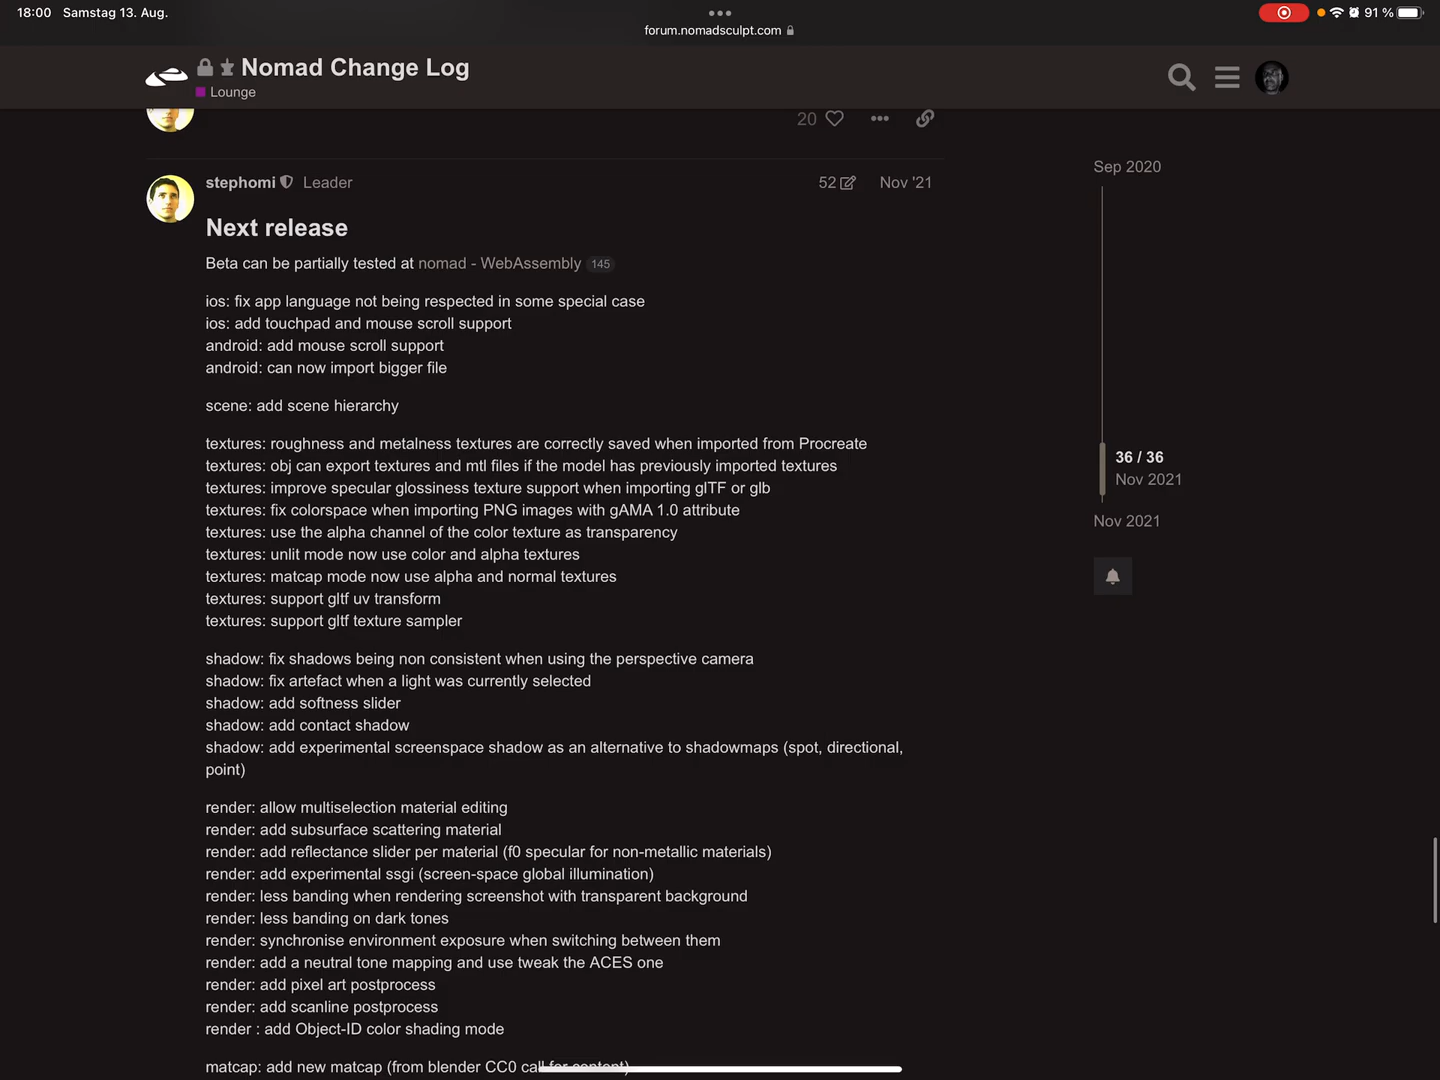 18:00 Samstag 13. Aug.
91 %
forum.nomadsculpt.com
Nomad Change Log
Lounge
20
stephomi Leader 52 Nov '21
Next release
Beta can be partially tested at nomad - WebAssembly 145
ios: fix app language not being respected in some special case
ios: add touchpad and mouse scroll support
android: add mouse scroll support
android: can now import bigger file
scene: add scene hierarchy
textures: roughness and metalness textures are correctly saved when imported from Procreate
textures: obj can export textures and mtl files if the model has previously imported textures
textures: improve specular glossiness texture support when importing glTF or glb
textures: fix colorspace when importing PNG images with gAMA 1.0 attribute
textures: use the alpha channel of the color texture as transparency
textures: unlit mode now use color and alpha textures
textures: matcap mode now use alpha and normal textures
textures: support gltf uv transform
textures: support gltf texture sampler
shadow: fix shadows being non consistent when using the perspective camera
shadow: fix artefact when a light was currently selected
shadow: add softness slider
shadow: add contact shadow
shadow: add experimental screenspace shadow as an alternative to shadowmaps (spot, directional,
point)
render: allow multiselection material editing
render: add subsurface scattering material
render: add reflectance slider per material (f0 specular for non-metallic materials)
render: add experimental ssgi (screen-space global illumination)
render: less banding when rendering screenshot with transparent background
render: less banding on dark tones
render: synchronise environment exposure when switching between them
render: add a neutral tone mapping and use tweak the ACES one
render: add pixel art postprocess
render: add scanline postprocess
render : add Object-ID color shading mode
matcap: add new matcap (from blender CC0 call for content)
Sep 2020
36 / 36
Nov 2021
Nov 2021